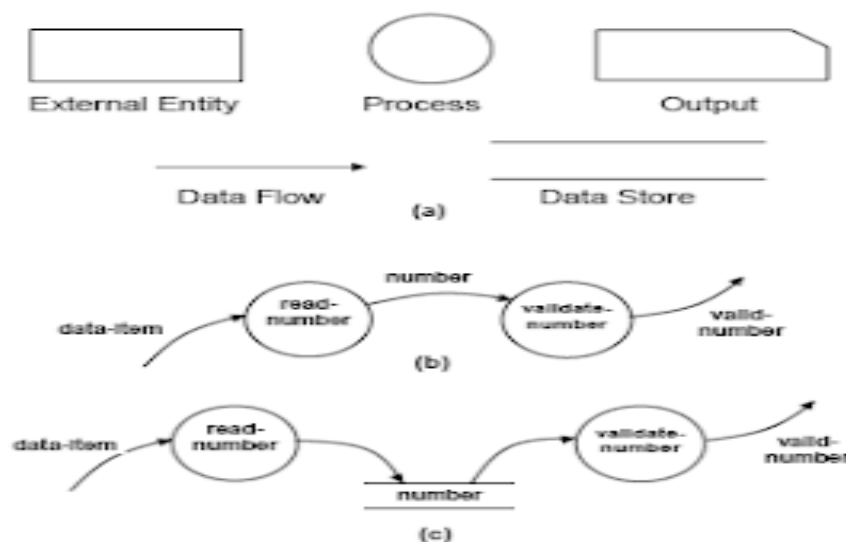 External Entity
Process
Output
Data Flow
(a)
Data Store
data-item
read-
number
number
validate-
number
valid-
number
(b)
data-item
read-
number
number
validate-
number
valid-
number
(c)